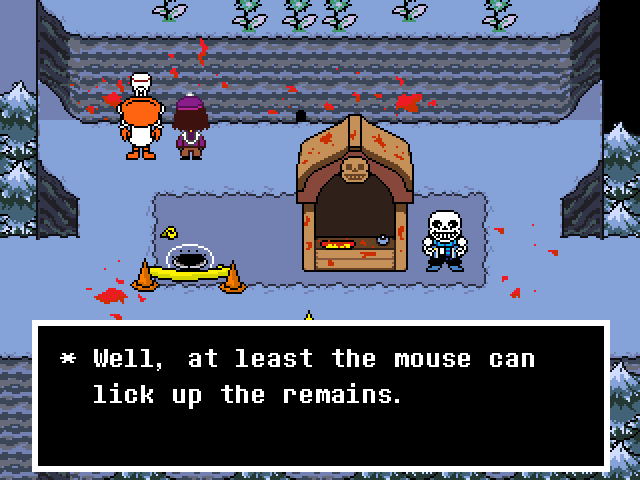 * Well, at least the mouse can
lick up the remains.